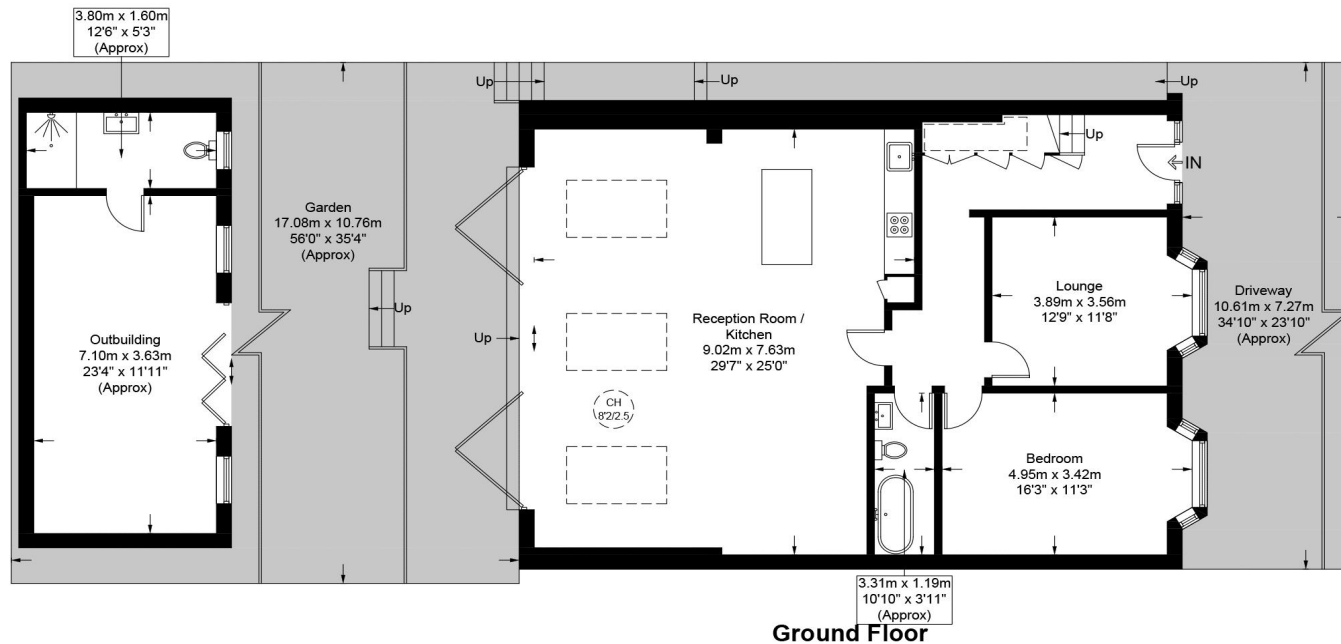 3.80m x 1.60m
12'6" x 5'3"
(Approx)
Up
Up
Up
Up
IN
Garden
17.08m x 10.76m
56'0" x 35'4"
(Approx)
Up
Outbuilding
7.10m x 3.63m
23'4" x 11'11"
(Approx)
Up
Reception Room /
Kitchen
9.02m x 7.63m
29'7" x 25'0"
CH
8'2/2.5
Lounge
3.89m x 3.56m
12'9" x 11'8"
Driveway
10.61m x 7.27m
34'10" x 23'10"
(Approx)
Bedroom
4.95m x 3.42m
16'3" x 11'3"
3.31m x 1.19m
10'10" x 3'11"
(Approx)
Ground Floor